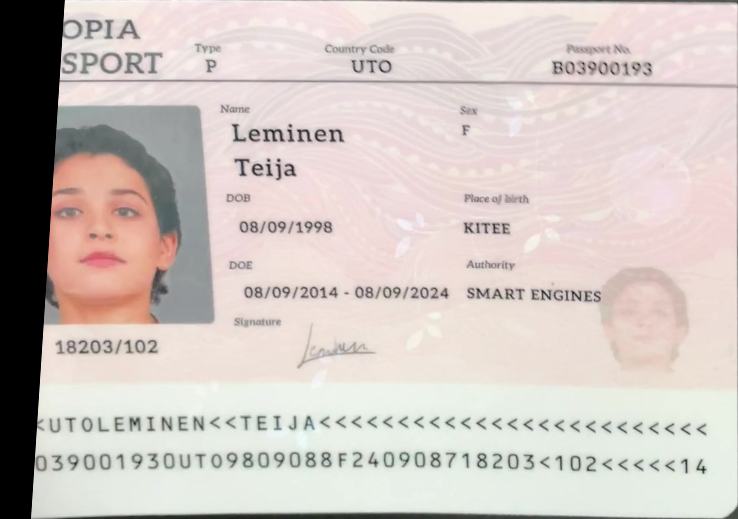 OPIA
SPORT
Type
P
Country Code
UTO
Passport No.
B03900193
Name
Leminen
Teija
Sex
F
DOB
08/09/1998
Place of birth
KITEE
DOE
08/09/2014 - 08/09/2024
Authority
SMART ENGINES
Signature
Leminen
18203/102
<UTOLEMINEN<<TEIJA<<<<<<<<<<<<<<<<<<<<<<<<<<
039001930UTO9809088F240908718203<102<<<<<14